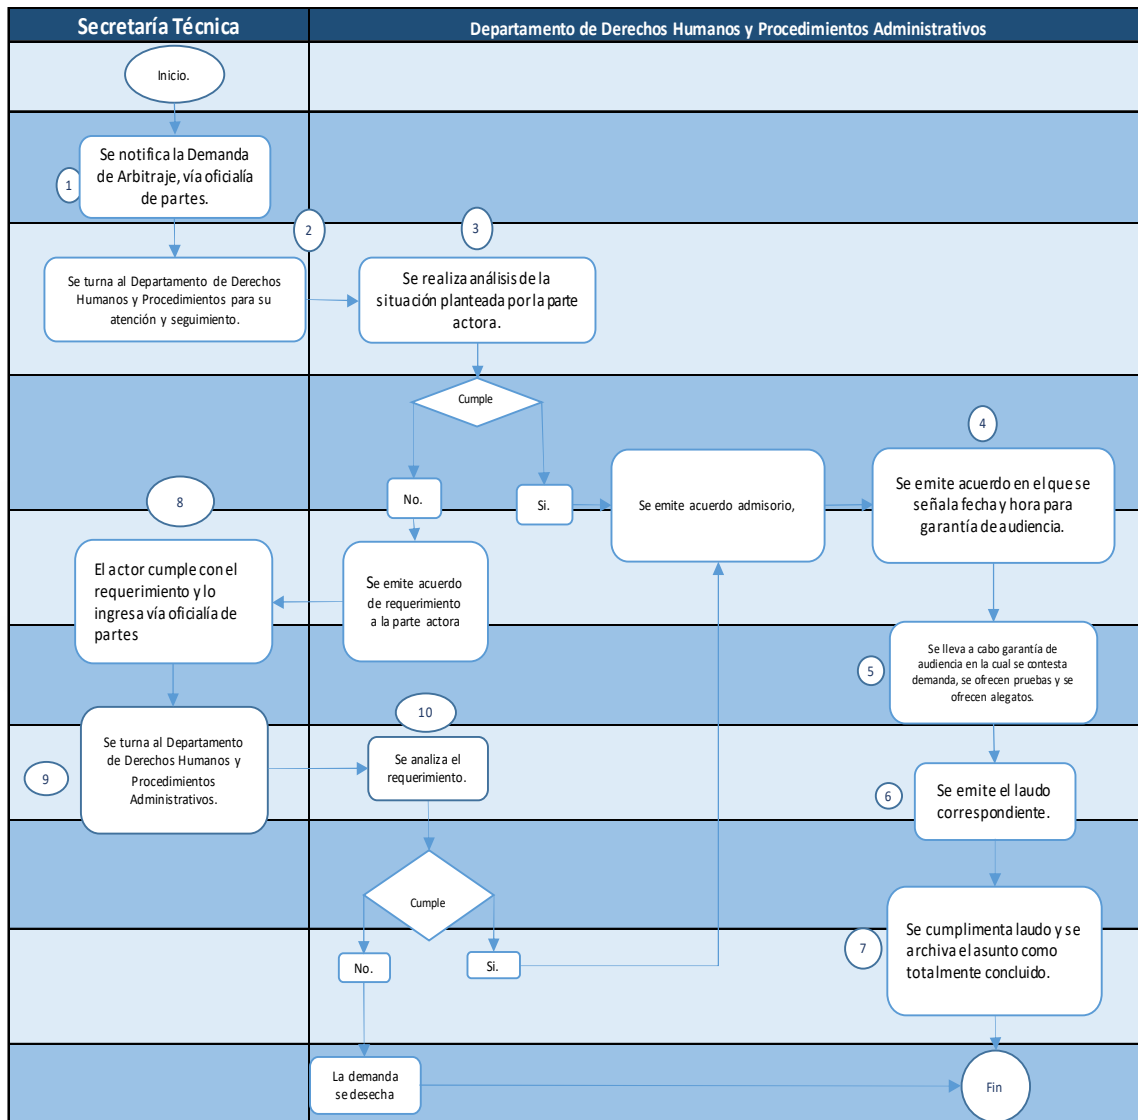 Secretaría Técnica
Departamento de Derechos Humanos y Procedimientos Administrativos
Inicio.
1
Se notifica la Demanda
de Arbitraje, vía oficialía
de partes.
2
3
Se turna al Departamento de Derechos
Humanos y Procedimientos para su
atención y seguimiento.
Se realiza análisis de la
situación planteada por la parte
actora.
Cumple
No.
Si.
Se emite acuerdo admisorio,
4
Se emite acuerdo en el que se
señala fecha y hora para
garantía de audiencia.
8
El actor cumple con el
requerimiento y lo
ingresa vía oficialía de
partes
Se emite acuerdo
de requerimiento
a la parte actora
5
Se lleva a cabo garantía de
audiencia en la cual se contesta
demanda, se ofrecen pruebas y se
ofrecen alegatos.
9
Se turna al Departamento
de Derechos Humanos y
Procedimientos
Administrativos.
10
Se analiza el
requerimiento.
6
Se emite el laudo
correspondiente.
Cumple
No.
Si.
7
Se cumplimenta laudo y se
archiva el asunto como
totalmente concluido.
La demanda
se desecha
Fin